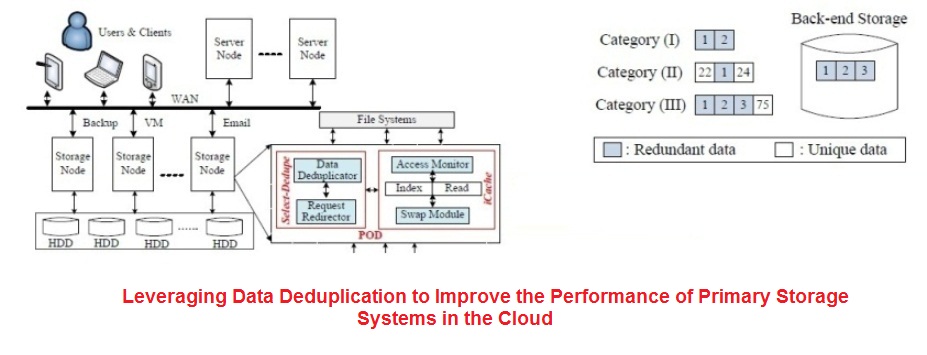 Users & Clients
Server
Node
Server
Node
WAN
Backup
VM
Email
Storage
Node
Storage
Node
Storage
Node
HDD
HDD
HDD
HDD
File Systems
Select-Dedupe
Data
Deduplicator
Request
Redirector
Access Monitor
Index
Read
Swap Module
iCache
POD
Back-end Storage
Category (I) 1 2
Category (II) 22 1 24
Category (III) 1 2 3 75
1 2 3
: Redundant data
: Unique data
Leveraging Data Deduplication to Improve the Performance of Primary Storage
Systems in the Cloud